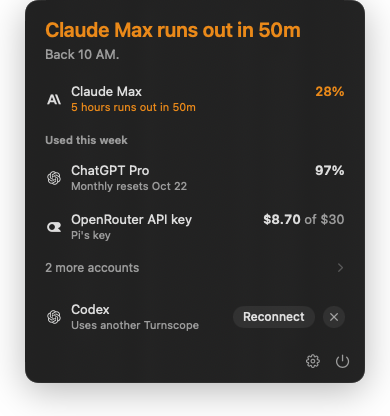 Claude Max runs out in 50m
Back 10 AM.
Claude Max 28%
5 hours runs out in 50m
Used this week
ChatGPT Pro 97%
Monthly resets Oct 22
OpenRouter API key $8.70 of $30
Pi's key
2 more accounts
Codex
Uses another Turnscope
Reconnect